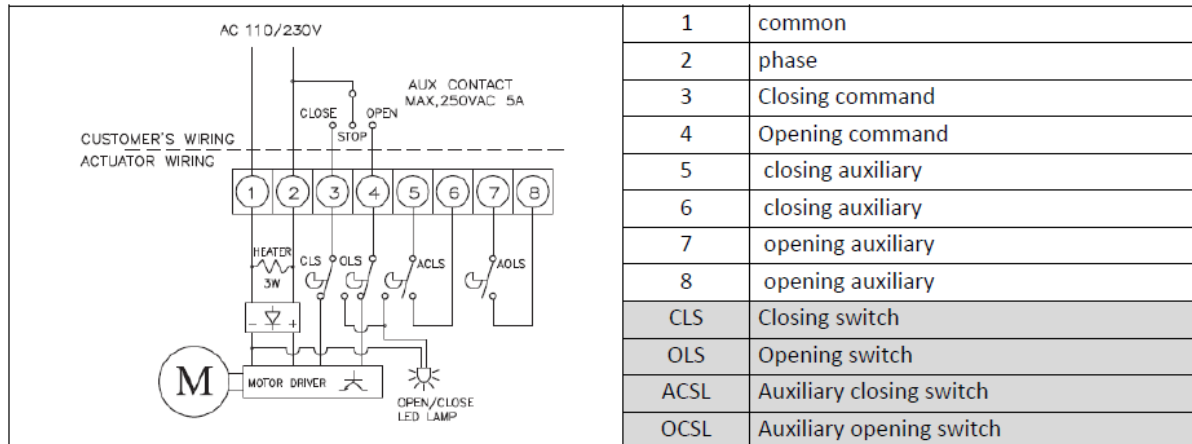 AC 110/230V
AUX CONTACT
MAX,250VAC 5A
CLOSE OPEN
STOP
CUSTOMER'S WIRING
ACTUATOR WIRING
1 2 3 4 5 6 7 8
HEATER
3W
CLS OLS ACLS AOLS
- +
M
MOTOR DRIVER
OPEN/CLOSE
LED LAMP
1 common
2 phase
3 Closing command
4 Opening command
5 closing auxiliary
6 closing auxiliary
7 opening auxiliary
8 opening auxiliary
CLS Closing switch
OLS Opening switch
ACSL Auxiliary closing switch
OCSL Auxiliary opening switch